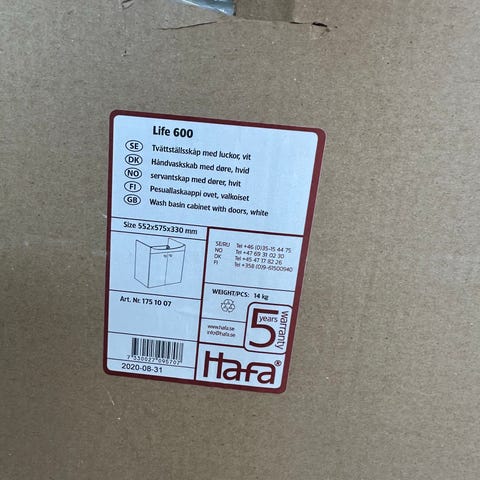 Life 600
SE Tvättställsskåp med luckor, vit
DK Håndvaskskab med døre, hvid
NO servantskap med dører, hvit
FI Pesuallaskaappi ovet, valkoiset
GB Wash basin cabinet with doors, white
Size 552x575x330 mm
SE/RU Tel +46 (0)35-15 44 75
NO Tel +47 69 31 02 30
DK Tel +45 47 17 82 26
FI Tel +358 (0)9-61500940
Art. Nr. 175 10 07
WEIGHT/PCS: 14 kg
www.hafa.se
info@hafa.se
5 years warranty
7 330027 095707
2020-08-31
Hafa®